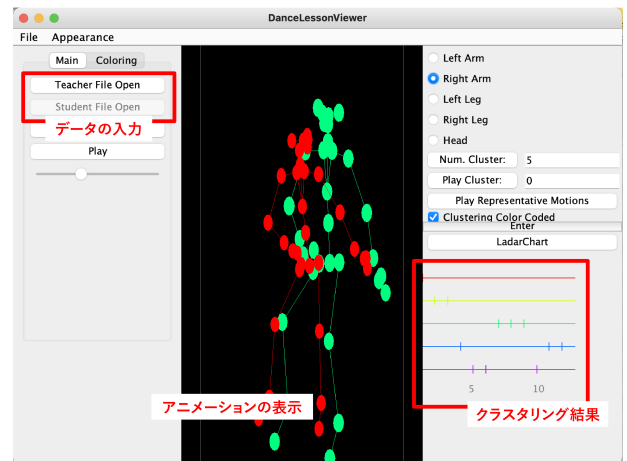 DanceLessonViewer
File Appearance
Main Coloring
Teacher File Open
Student File Open
データの入力
Play
Left Arm
Right Arm
Left Leg
Right Leg
Head
Num. Cluster: 5
Play Cluster: 0
Play Representative Motions
Clustering Color Coded
Enter
LadarChart
5 10
アニメーションの表示
クラスタリング結果